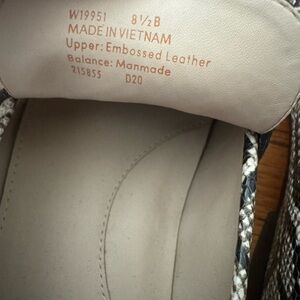 W19951 8½B
MADE IN VIETNAM
Upper: Embossed Leather
Balance: Manmade
215855 D20